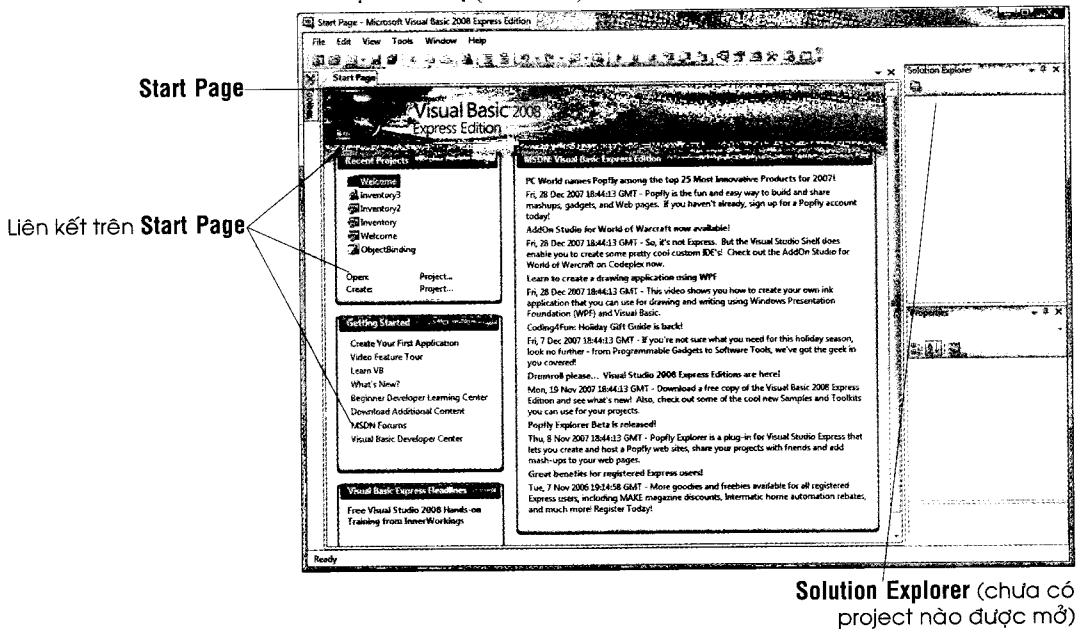 Start Page - Microsoft Visual Basic 2008 Express Edition
File Edit View Tools Window Help
Start Page
Solution Explorer
Start Page
Visual Basic 2008
Express Edition
Recent Projects
Welcome
Inventory3
Inventory2
Inventory
Welcome
ObjectBinding
Open: Project...
Create: Project...
Liên kết trên Start Page
Getting Started
Create Your First Application
Video Feature Tour
Learn VB
What's New?
Beginner Developer Learning Center
Download Additional Content
MSDN Forums
Visual Basic Developer Center
Visual Basic Express Headlines
Free Visual Studio 2008 Hands-on
Training from InnerWorkings
MSDN: Visual Basic Express Edition
PC World names Popfly among the top 25 Most Innovative Products for 2007!
Fri, 28 Dec 2007 18:44:13 GMT - Popfly is the fun and easy way to build and share
mashups, gadgets, and Web pages. If you haven't already, sign up for a Popfly account
today!
AddOn Studio for World of Warcraft now available!
Fri, 28 Dec 2007 18:44:13 GMT - So, it's not Express. But the Visual Studio Shell does
enable you to create some pretty cool custom IDE's! Check out the AddOn Studio for
World of Warcraft on Codeplex now.
Learn to create a drawing application using WPF
Fri, 28 Dec 2007 18:44:13 GMT - This video shows you how to create your own ink
application that you can use for drawing and writing using Windows Presentation
Foundation (WPF) and Visual Basic.
Coding4Fun: Holiday Gift Guide is back!
Fri, 7 Dec 2007 18:44:13 GMT - If you're not sure what you need for this holiday season,
look no further - from Programmable Gadgets to Software Tools, we've got the geek in
you covered!
Drumroll please... Visual Studio 2008 Express Editions are here!
Mon, 19 Nov 2007 18:44:13 GMT - Download a free copy of the Visual Basic 2008 Express
Edition and see what's new! Also, check out some of the cool new Samples and Toolkits
you can use for your projects.
Popfly Explorer Beta is released!
Thu, 8 Nov 2007 18:44:13 GMT - Popfly Explorer is a plug-in for Visual Studio Express that
lets you create and host a Popfly web sites, share your projects with friends and add
mash-ups to your web pages.
Great benefits for registered Express users!
Tue, 7 Nov 2006 19:14:58 GMT - More goodies and freebies available for all registered
Express users, including MAKE magazine discounts, Intermatic home automation rebates,
and much more! Register Today!
Properties
Ready
Solution Explorer (chưa có
project nào được mở)